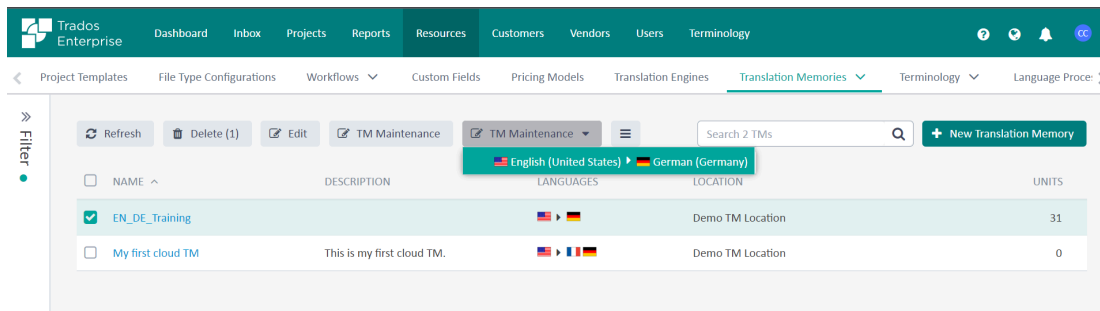 Trados
Enterprise
Dashboard Inbox Projects Reports Resources Customers Vendors Users Terminology CC
Project Templates File Type Configurations Workflows Custom Fields Pricing Models Translation Engines Translation Memories Terminology Language Proce
Filter
Refresh Delete (1) Edit TM Maintenance TM Maintenance Search 2 TMs + New Translation Memory
English (United States) German (Germany)
NAME DESCRIPTION LANGUAGES LOCATION UNITS
EN_DE_Training Demo TM Location 31
My first cloud TM This is my first cloud TM. Demo TM Location 0